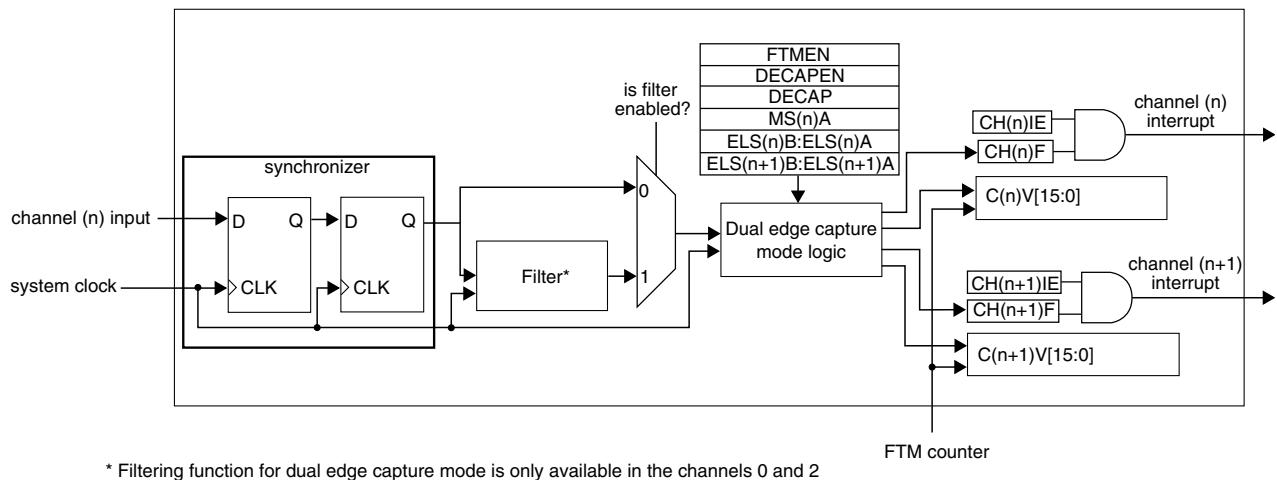 FTMEN
DECAPEN
DECAP
MS(n)A
ELS(n)B:ELS(n)A
ELS(n+1)B:ELS(n+1)A
is filter
enabled?
synchronizer
channel (n) input
system clock
D Q
CLK
D Q
CLK
Filter*
0
1
Dual edge capture
mode logic
CH(n)IE
CH(n)F
channel (n)
interrupt
C(n)V[15:0]
CH(n+1)IE
CH(n+1)F
channel (n+1)
interrupt
C(n+1)V[15:0]
FTM counter
* Filtering function for dual edge capture mode is only available in the channels 0 and 2